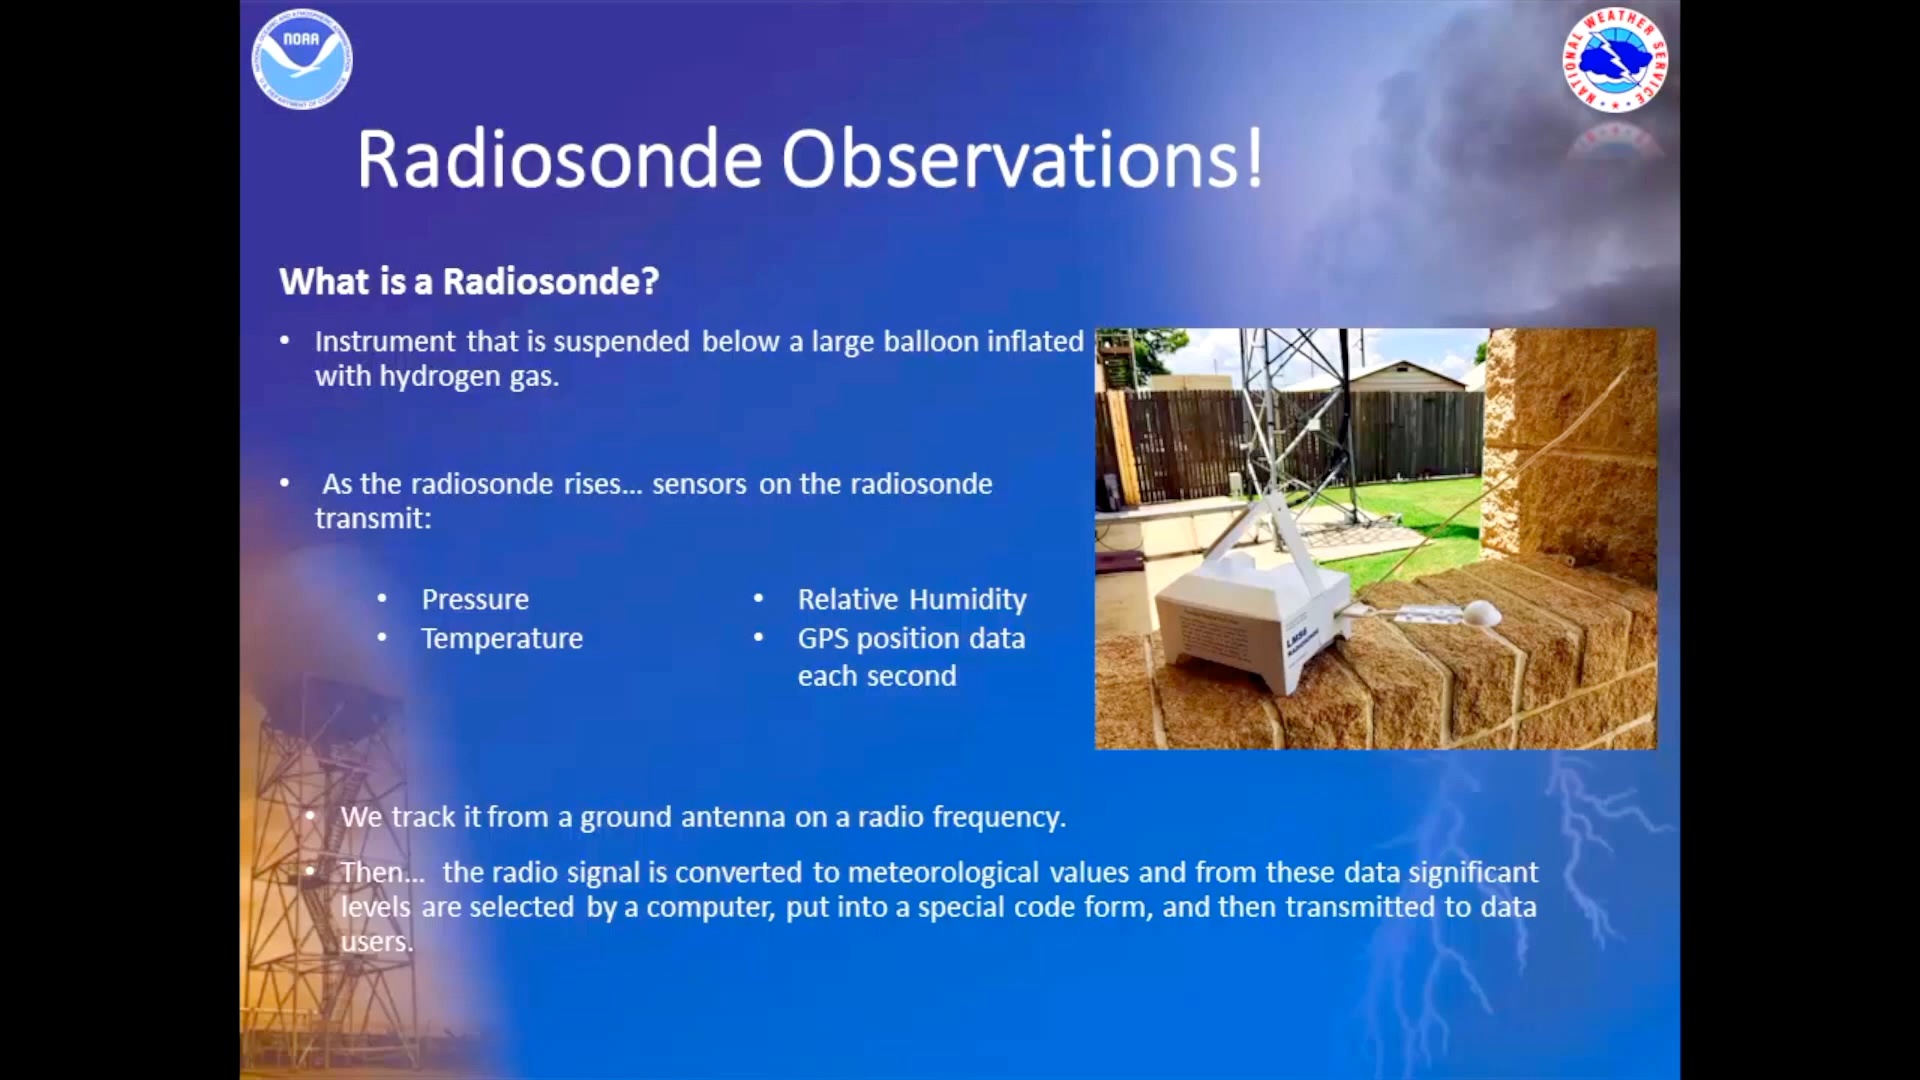 NOAA
NATIONAL WEATHER SERVICE
Radiosonde Observations!
What is a Radiosonde?
• Instrument that is suspended below a large balloon inflated
with hydrogen gas.
• As the radiosonde rises... sensors on the radiosonde
transmit:
• Pressure
• Temperature
• Relative Humidity
• GPS position data
each second
LMS6
RADIOSONDE
• We track it from a ground antenna on a radio frequency.
• Then... the radio signal is converted to meteorological values and from these data significant
levels are selected by a computer, put into a special code form, and then transmitted to data
users.